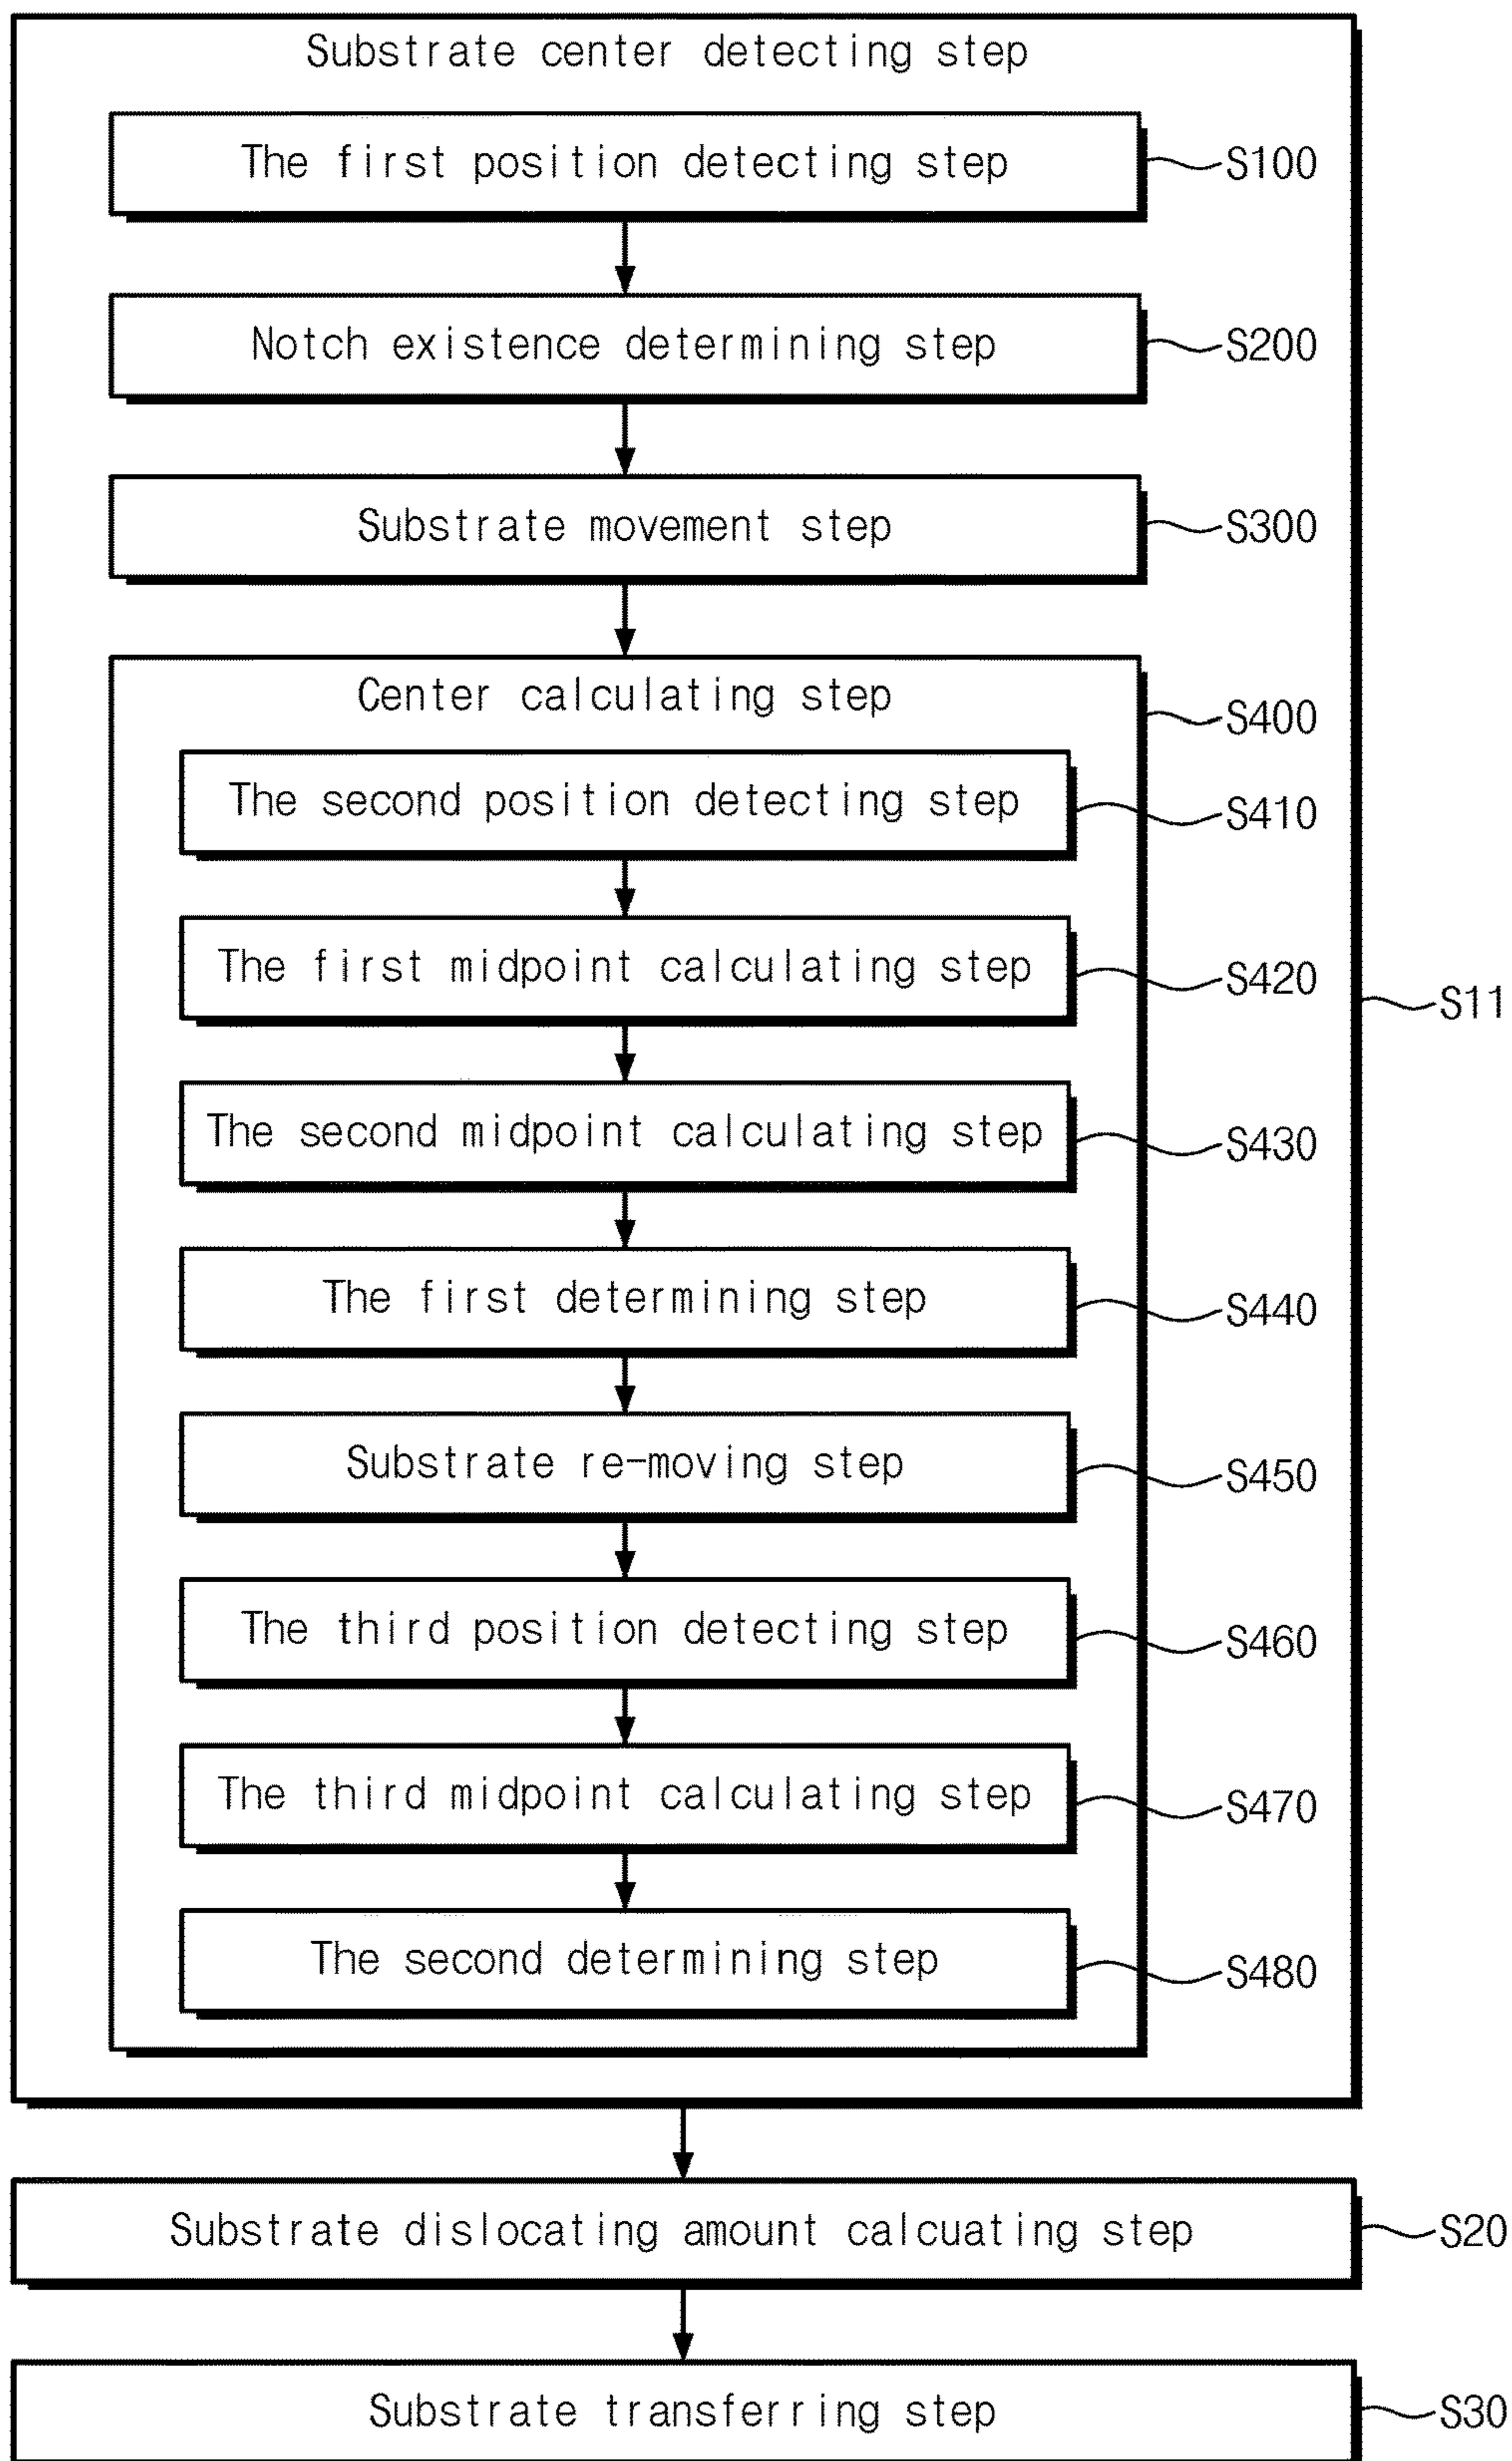 Substrate center detecting step
The first position detecting step
S100
Notch existence determining step
S200
Substrate movement step
S300
Center calculating step
S400
The second position detecting step
S410
The first midpoint calculating step
S420
S11
The second midpoint calculating step
S430
The first determining step
S440
Substrate re-moving step
S450
The third position detecting step
S460
The third midpoint calculating step
S470
The second determining step
S480
Substrate dislocating amount calcuating step
S20
Substrate transferring step
S30